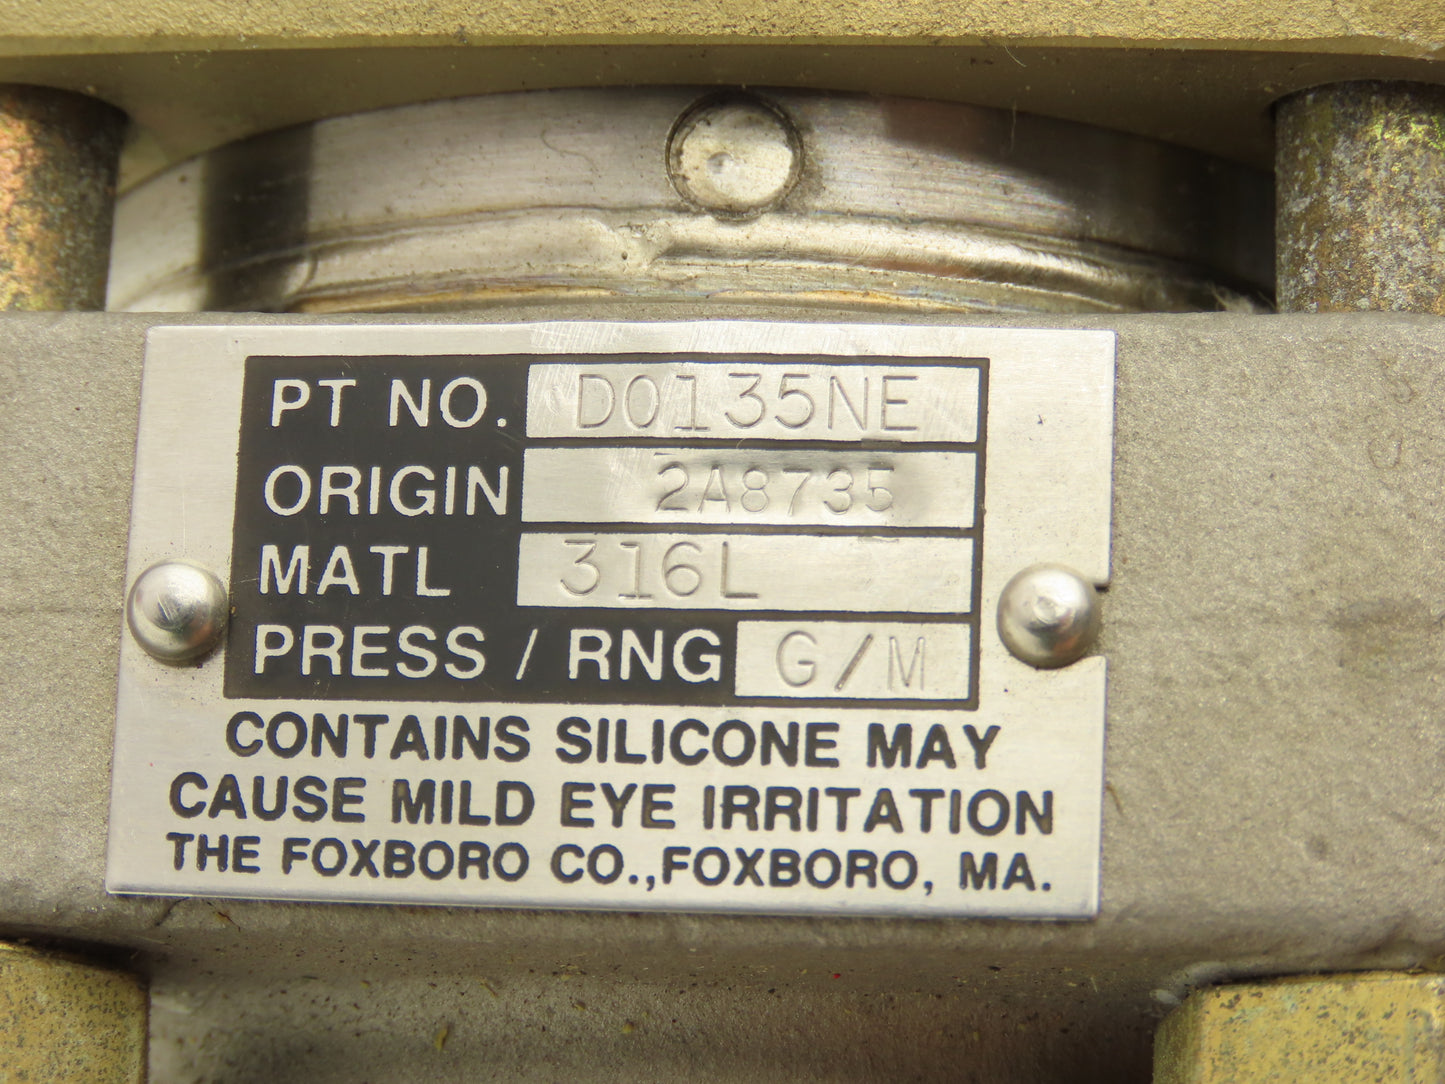 PT NO. D0135NE
ORIGIN 2A8735
MATL 316L
PRESS / RNG G/M
CONTAINS SILICONE MAY
CAUSE MILD EYE IRRITATION
THE FOXBORO CO., FOXBORO, MA.